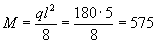 M = ql²/8 = 180·5/8 = 575